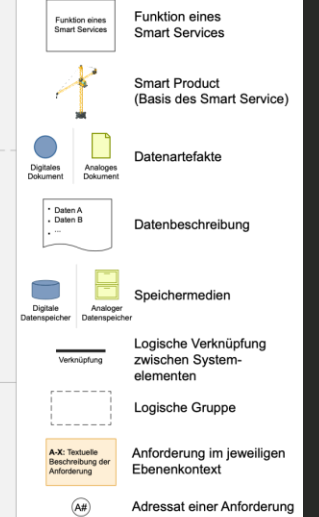 Funktion eines
Smart Services
Funktion eines
Smart Services
Smart Product
(Basis des Smart Service)
Digitales
Dokument
Analoges
Dokument
Datenartefakte
• Daten A
• Daten B
• ...
Datenbeschreibung
Digitale
Datenspeicher
Analoger
Datenspeicher
Speichermedien
Verknüpfung
Logische Verknüpfung
zwischen System-
elementen
Logische Gruppe
A-X: Textuelle
Beschreibung der
Anforderung
Anforderung im jeweiligen
Ebenenkontext
A#
Adressat einer Anforderung